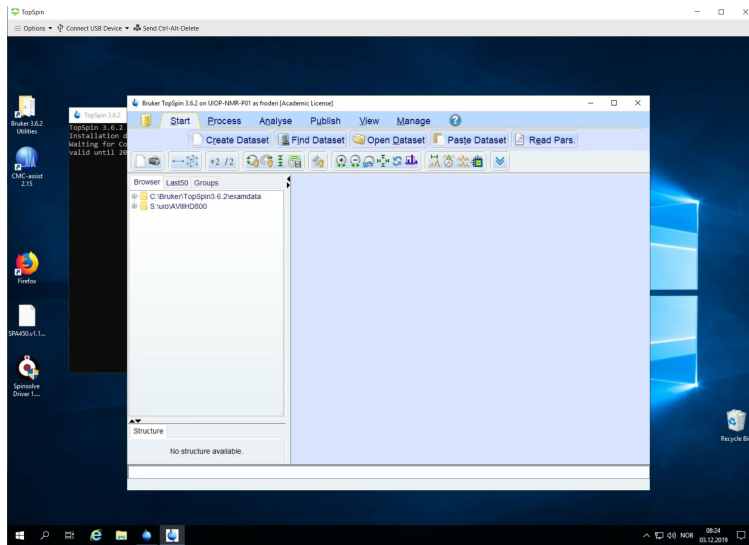 TopSpin
Options Connect USB Device Send Ctrl-Alt-Delete
Bruker 3.6.2
Utilities
CMC-assist
2.15
Firefox
SPA450.v1.1...
Spinsolve
Driver 1....
TopSpin 3.6.2
TopSpin 3.6.2
Installation d
Waiting for Co
valid until 20
Bruker TopSpin 3.6.2 on UIOP-NMR-P01 as froderi [Academic License]
Start Process Analyse Publish View Manage
Create Dataset Find Dataset Open Dataset Paste Dataset Read Pars.
*2 /2
Browser Last50 Groups
C:\Bruker\TopSpin3.6.2\examdata
S:\uio\AVIIIHD800
Structure
No structure available.
Recycle Bi
NOB
08:24
03.12.2019